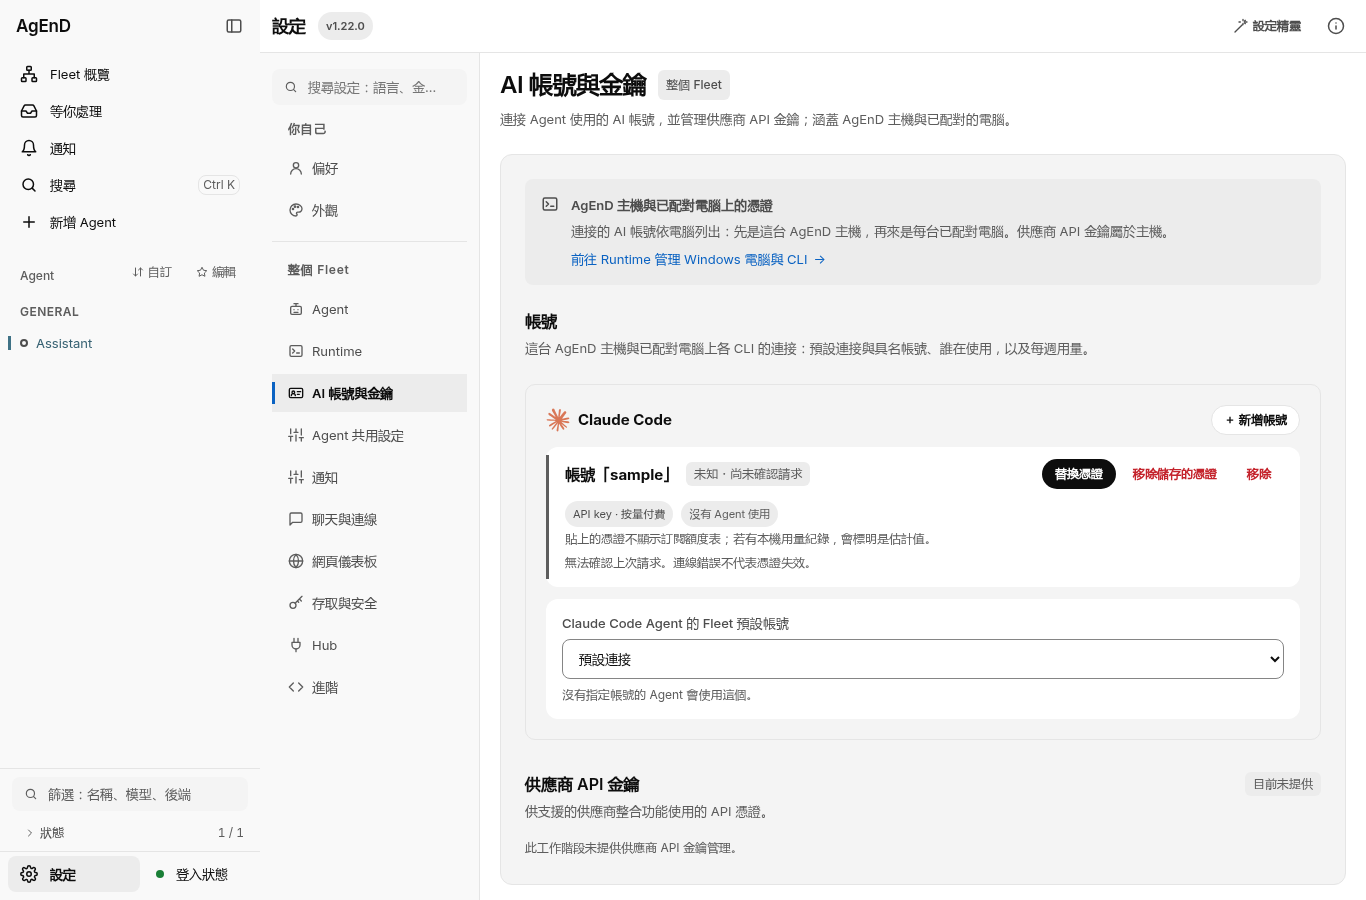 AgEnD
Fleet 概覽
等你處理
通知
搜尋
Ctrl K
新增 Agent
Agent
自訂
編輯
GENERAL
Assistant
篩選：名稱、模型、後端
狀態
1 / 1
設定
登入狀態
設定
v1.22.0
設定精靈
搜尋設定：語言、金...
你自己
偏好
外觀
整個 Fleet
Agent
Runtime
AI 帳號與金鑰
Agent 共用設定
通知
聊天與連線
網頁儀表板
存取與安全
Hub
進階
AI 帳號與金鑰
整個 Fleet
連接 Agent 使用的 AI 帳號，並管理供應商 API 金鑰；涵蓋 AgEnD 主機與已配對的電腦。
AgEnD 主機與已配對電腦上的憑證
連接的 AI 帳號依電腦列出：先是這台 AgEnD 主機，再來是每台已配對電腦。供應商 API 金鑰屬於主機。
前往 Runtime 管理 Windows 電腦與 CLI →
帳號
這台 AgEnD 主機與已配對電腦上各 CLI 的連接：預設連接與具名帳號、誰在使用，以及每週用量。
Claude Code
+ 新增帳號
帳號「sample」
未知 · 尚未確認請求
替換憑證
移除儲存的憑證
移除
API key · 按量付費
沒有 Agent 使用
貼上的憑證不顯示訂閱額度表；若有本機用量紀錄，會標明是估計值。
無法確認上次請求。連線錯誤不代表憑證失效。
Claude Code Agent 的 Fleet 預設帳號
預設連接
沒有指定帳號的 Agent 會使用這個。
供應商 API 金鑰
目前未提供
供支援的供應商整合功能使用的 API 憑證。
此工作階段未提供供應商 API 金鑰管理。